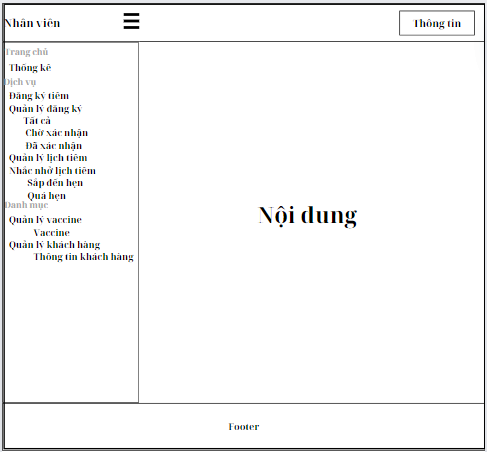 Nhân viên
Thông tin
Trang chủ
Thống kê
Dịch vụ
Đăng ký tiêm
Quản lý đăng ký
Tất cả
Chờ xác nhận
Đã xác nhận
Quản lý lịch tiêm
Nhắc nhở lịch tiêm
Sắp đến hẹn
Quá hẹn
Danh mục
Quản lý vaccine
Vaccine
Quản lý khách hàng
Thông tin khách hàng
Nội dung
Footer